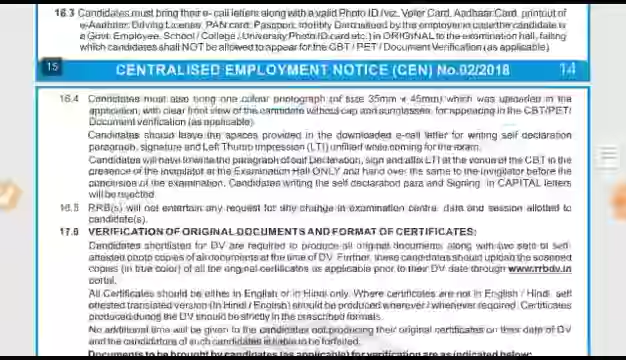 16.3 Candidates must bring their e- call letters along with a valid Photo ID /viz. Voter Card, Aadhaar Card, printout of
e-Aadhaar, Driving License, PAN card, Passport, Identity Card issued by the employer in case the candidate is
a Govt. Employee, School / College / University Photo ID card etc. ) in ORIGINAL to the examination hall, failing
which candidates shall NOT be allowed to appear for the CBT / PET / Document Verification (as applicable)
15 CENTRALISED EMPLOYMENT NOTICE (CEN) No.02/2018 14
16.4 Candidates must also bring one colour photograph (of size 35mm x 45mm) which was uploaded in the
application, with clear front view of the candidate without cap and sunglasses, for appearing in the CBT/PET/
Document verification (as applicable)
Candidates should leave the spaces provided in the downloaded e-call letter for writing self declaration
paragraph, signature and Left Thumb Impression (LTI) unfilled while coming for the exam.
Candidates will have to write the paragraph of self Declaration, sign and affix LTI at the venue of the CBT in the
presence of the Invigilator at the Examination Hall ONLY and hand over the same to the invigilator before the
conclusion of the examination. Candidates writing the self declaration para and Signing in CAPITAL letters
will be rejected.
16.5 RRB(s) will not entertain any request for any change in examination centre, date and session allotted to
candidate(s).
17.0 VERIFICATION OF ORIGINAL DOCUMENTS AND FORMAT OF CERTIFICATES:
Candidates shortlisted for DV are required to produce all original documents along with two sets of self-
attested photo copies of all documents at the time of DV. Further, these candidates should upload the scanned
copies (in true color) of all the original certificates as applicable prior to their DV date through www.rrbdv.in
portal.
All Certificates should be either in English or in Hindi only. Where certificates are not in English / Hindi, self
attested translated version (In Hindi / English) should be produced wherever / whenever required. Certificates
produced during the DV should be strictly in the prescribed formats.
No additional time will be given to the candidates not producing their original certificates on their date of DV
and the candidature of such candidates is liable to be forfeited.
Documents to be brought by candidates (as applicable) for verification are as indicated below: